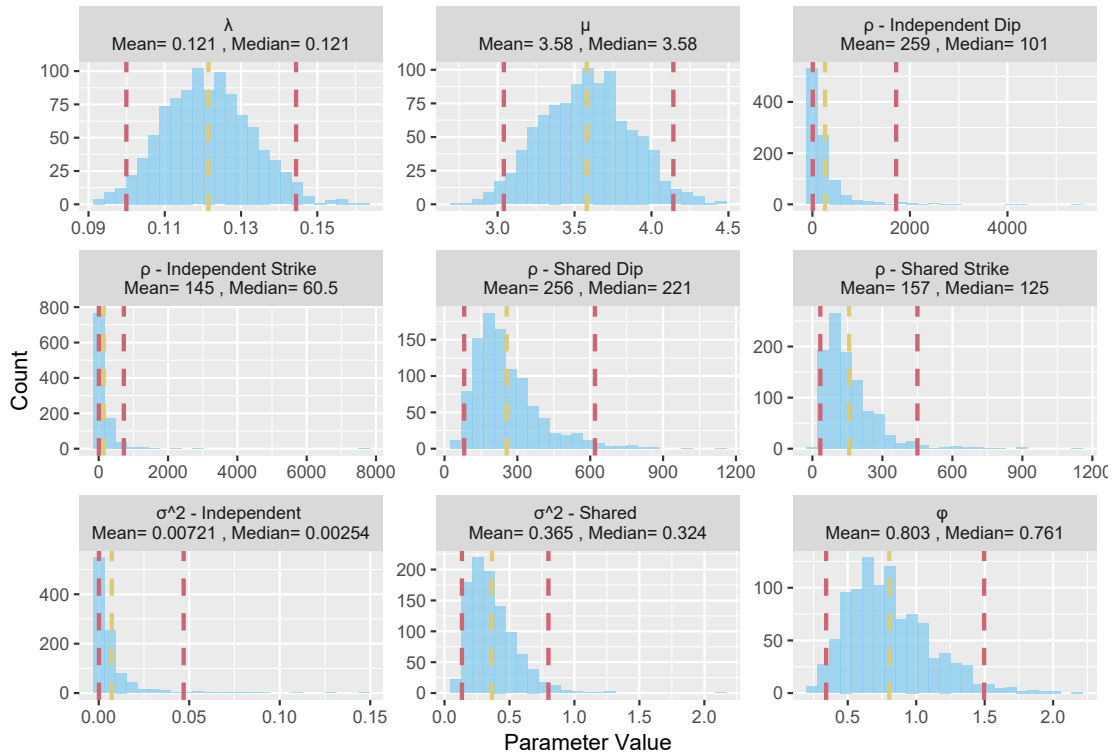 λ
Mean= 0.121 , Median= 0.121
μ
Mean= 3.58 , Median= 3.58
ρ - Independent Dip
Mean= 259 , Median= 101
100
75
50
25
0
0.09 0.11 0.13 0.15
100
75
50
25
0
3.0 3.5 4.0 4.5
400
200
0
0 2000 4000
ρ - Independent Strike
Mean= 145 , Median= 60.5
ρ - Shared Dip
Mean= 256 , Median= 221
ρ - Shared Strike
Mean= 157 , Median= 125
800
600
400
200
0
0 2000 4000 6000 8000
150
100
50
0
0 300 600 900 1200
200
100
0
0 300 600 900 1200
σ^2 - Independent
Mean= 0.00721 , Median= 0.00254
σ^2 - Shared
Mean= 0.365 , Median= 0.324
φ
Mean= 0.803 , Median= 0.761
400
200
0
0.00 0.05 0.10 0.15
200
150
100
50
0
0.0 0.5 1.0 1.5 2.0
100
50
0
0.5 1.0 1.5 2.0
Count
Parameter Value